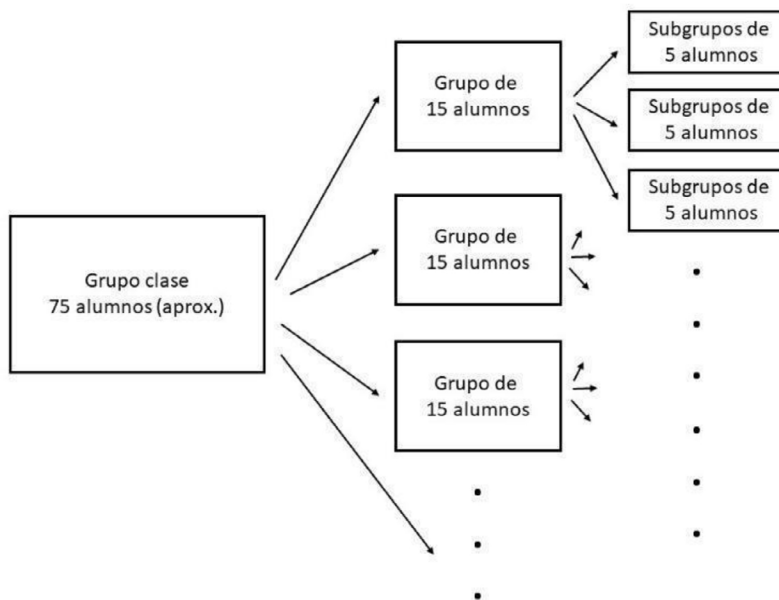 Grupo clase
75 alumnos (aprox.)
Grupo de
15 alumnos
Grupo de
15 alumnos
Grupo de
15 alumnos
Subgrupos de
5 alumnos
Subgrupos de
5 alumnos
Subgrupos de
5 alumnos